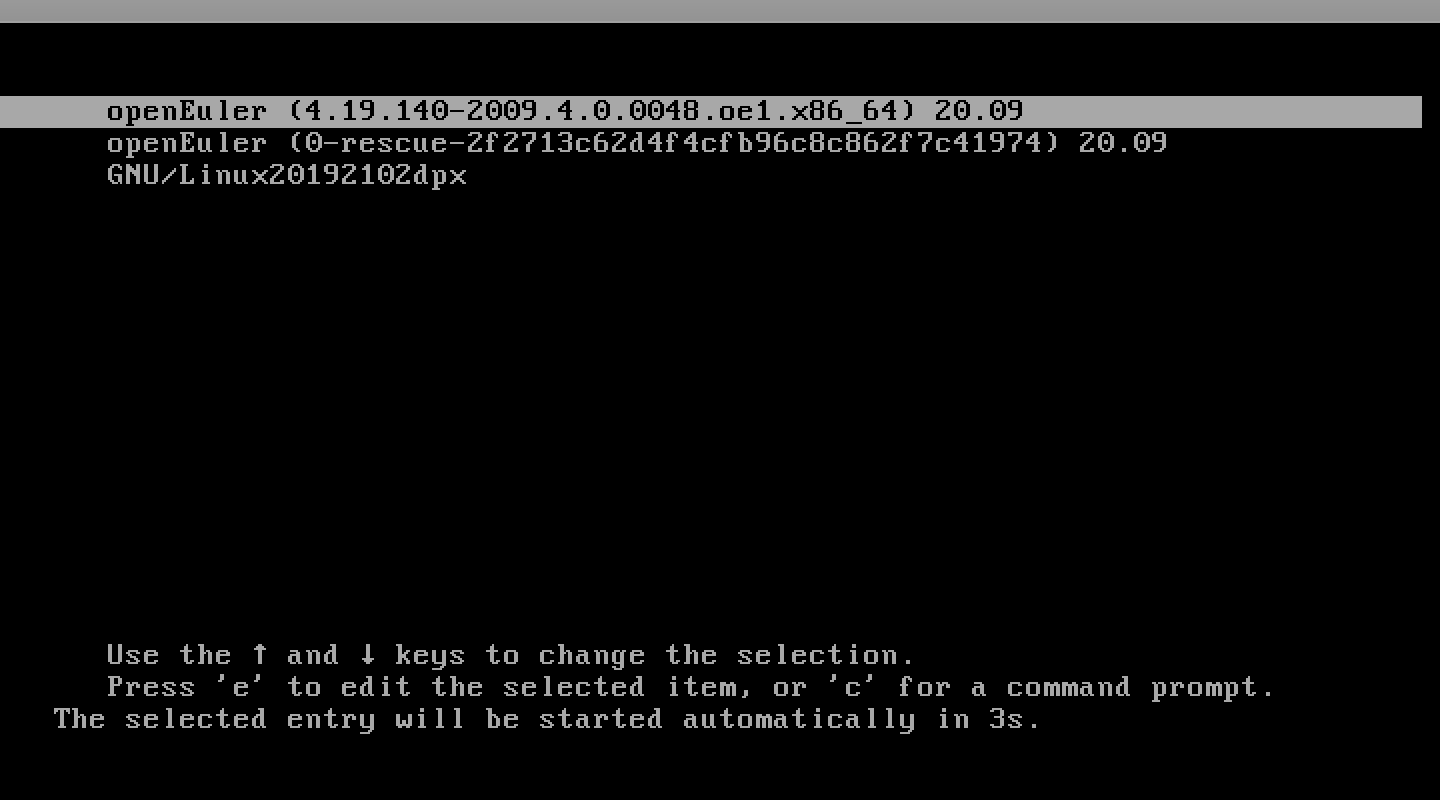 openEuler (4.19.140-2009.4.0.0048.oe1.x86_64) 20.09
openEuler (0-rescue-2f2713c62d4f4cfb96c8c862f7c41974) 20.09
GNU/Linux20192102dpx
Use the ↑ and ↓ keys to change the selection.
Press 'e' to edit the selected item, or 'c' for a command prompt.
The selected entry will be started automatically in 3s.